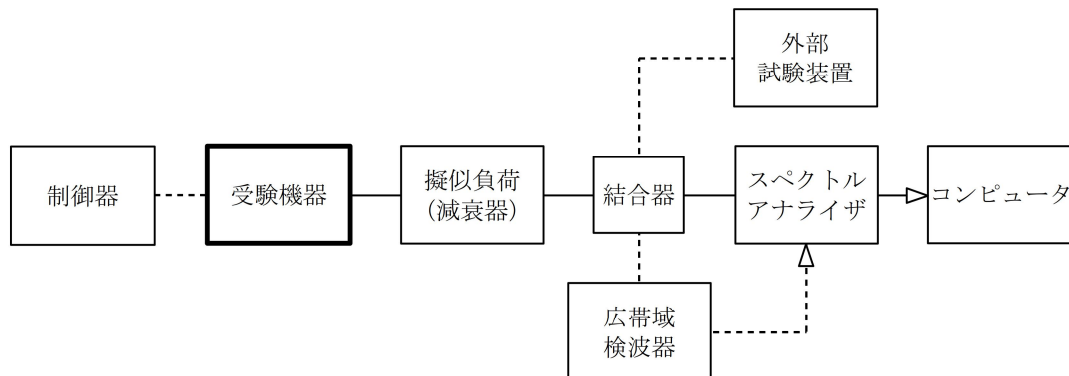 外部
試験装置
制御器
受験機器
擬似負荷
（減衰器）
結合器
スペクトル
アナライザ
コンピュータ
広帯域
検波器